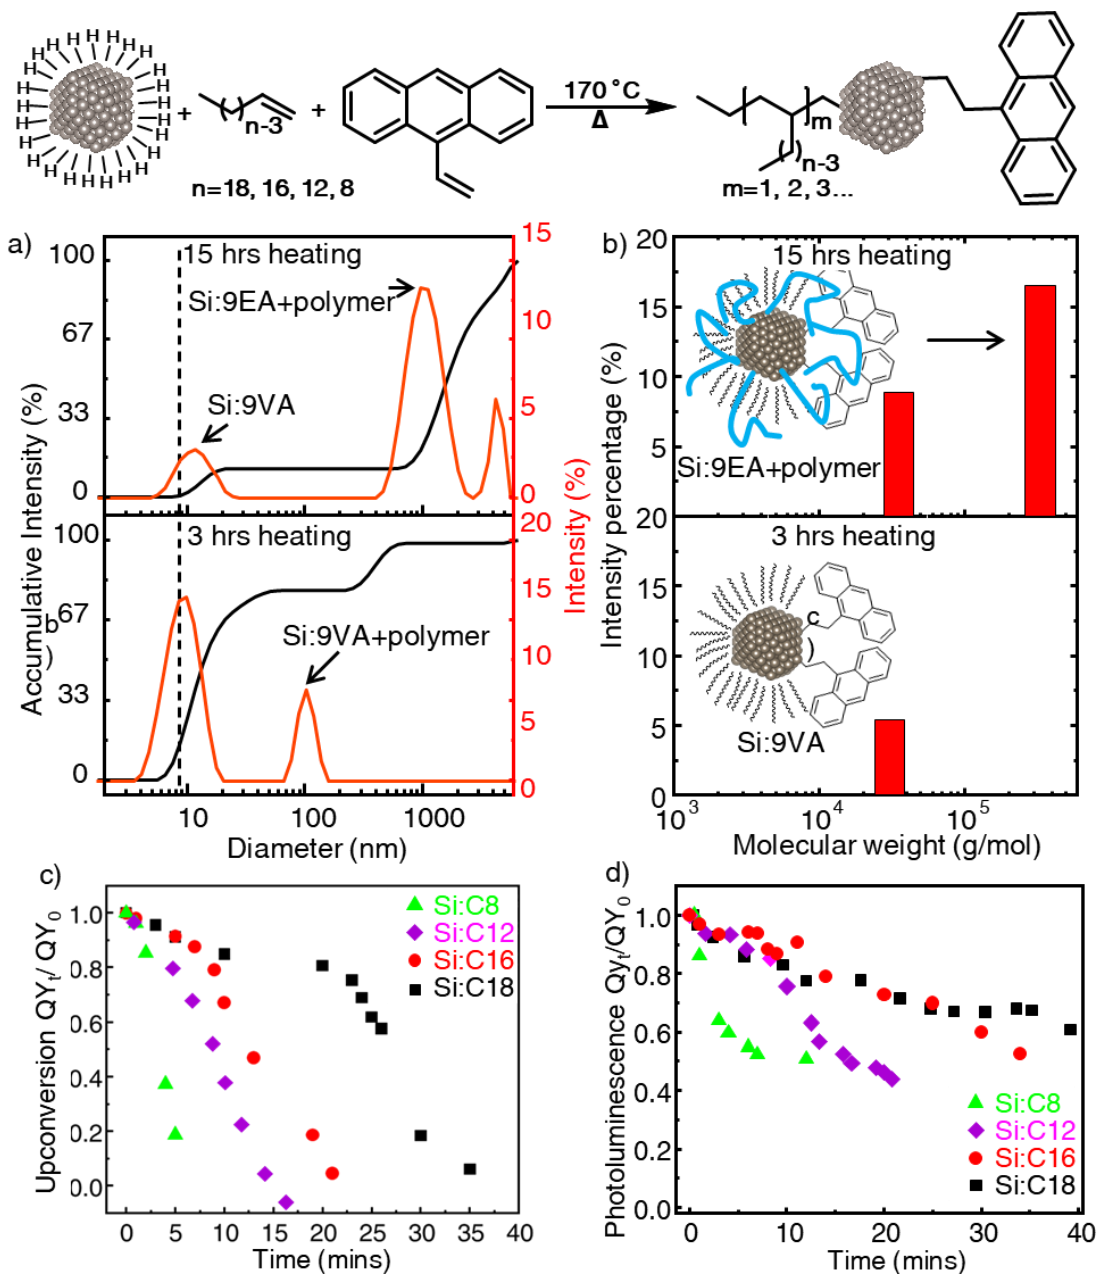 H H H H H H H H H H H H H H H H H H H H H H
+ n-3 + 170 °C
Δ
m
n-3
n=18, 16, 12, 8
m=1, 2, 3...
a)
15 hrs heating
Si:9EA+polymer
Si:9VA
100
67
33
0
15
10
5
0
3 hrs heating
Si:9VA+polymer
100
67
b
)
33
0
20
15
10
5
0
Accumulative Intensity (%)
Intensity (%)
10 100 1000
Diameter (nm)
b)
15 hrs heating
Si:9EA+polymer
20
15
10
5
20
3 hrs heating
c
)
Si:9VA
15
10
5
0
Intensity percentage (%)
10³ 10⁴ 10⁵
Molecular weight (g/mol)
c)
Si:C8
Si:C12
Si:C16
Si:C18
1.0
0.8
0.6
0.4
0.2
0.0
Upconversion QYt/ QY0
0 5 10 15 20 25 30 35 40
Time (mins)
d)
1.0
0.8
0.6
0.4
0.2
0.0
Photoluminescence Qyt/QY0
Si:C8
Si:C12
Si:C16
Si:C18
0 10 20 30 40
Time (mins)